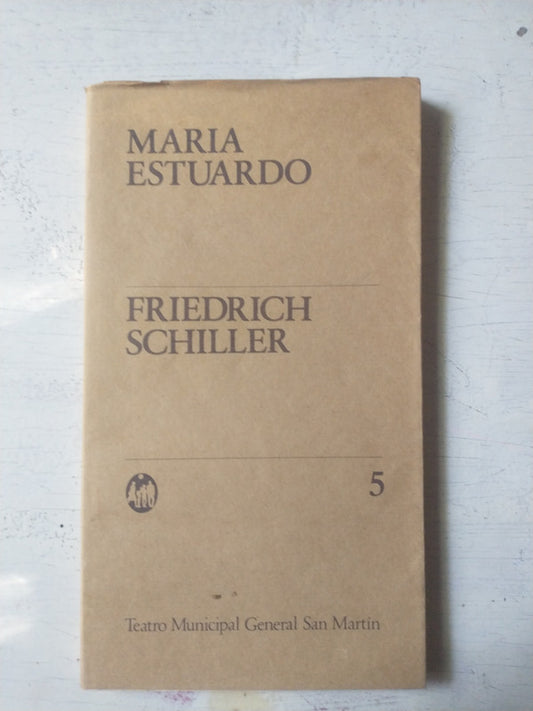 MARIA
ESTUARDO
FRIEDRICH
SCHILLER
5
Teatro Municipal General San Martín